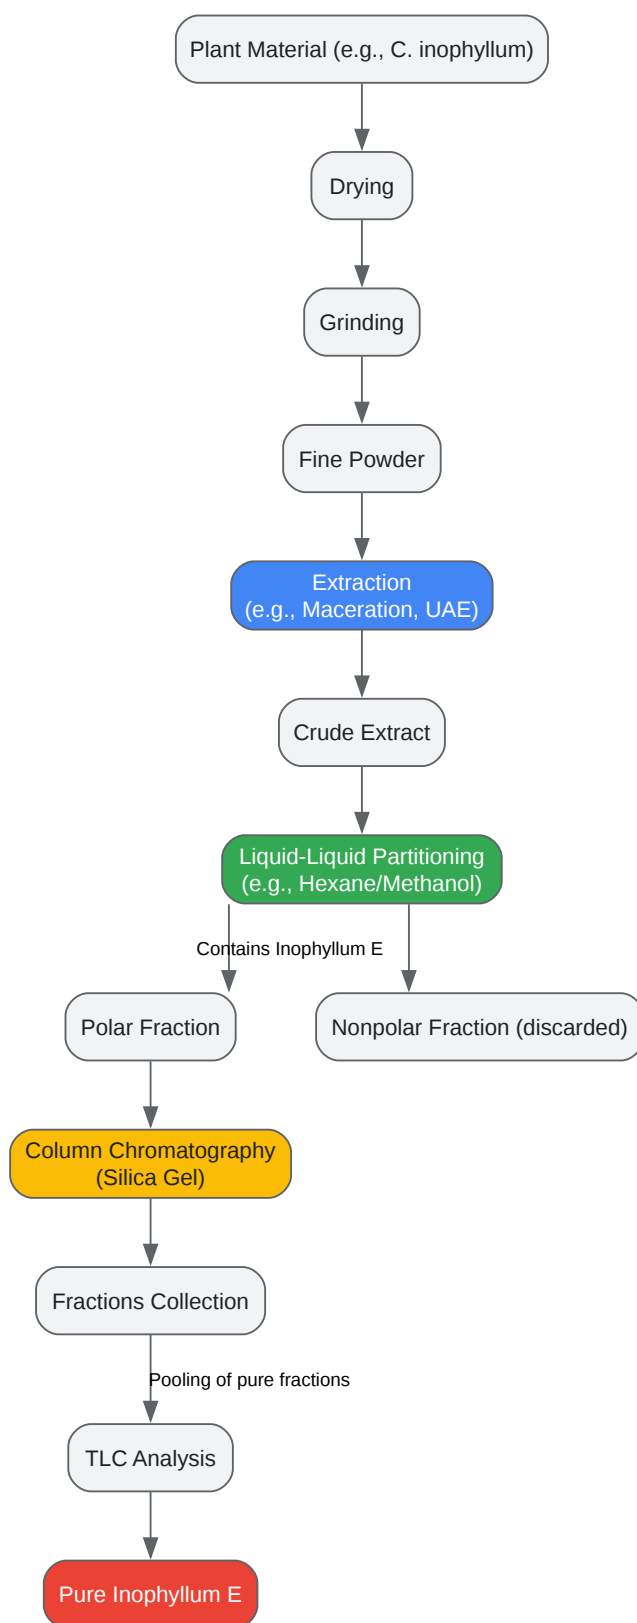 Plant Material (e.g., C. inophyllum)
Drying
Grinding
Fine Powder
Extraction
(e.g., Maceration, UAE)
Crude Extract
Liquid-Liquid Partitioning
(e.g., Hexane/Methanol)
Contains Inophyllum E
Polar Fraction
Nonpolar Fraction (discarded)
Column Chromatography
(Silica Gel)
Fractions Collection
Pooling of pure fractions
TLC Analysis
Pure Inophyllum E